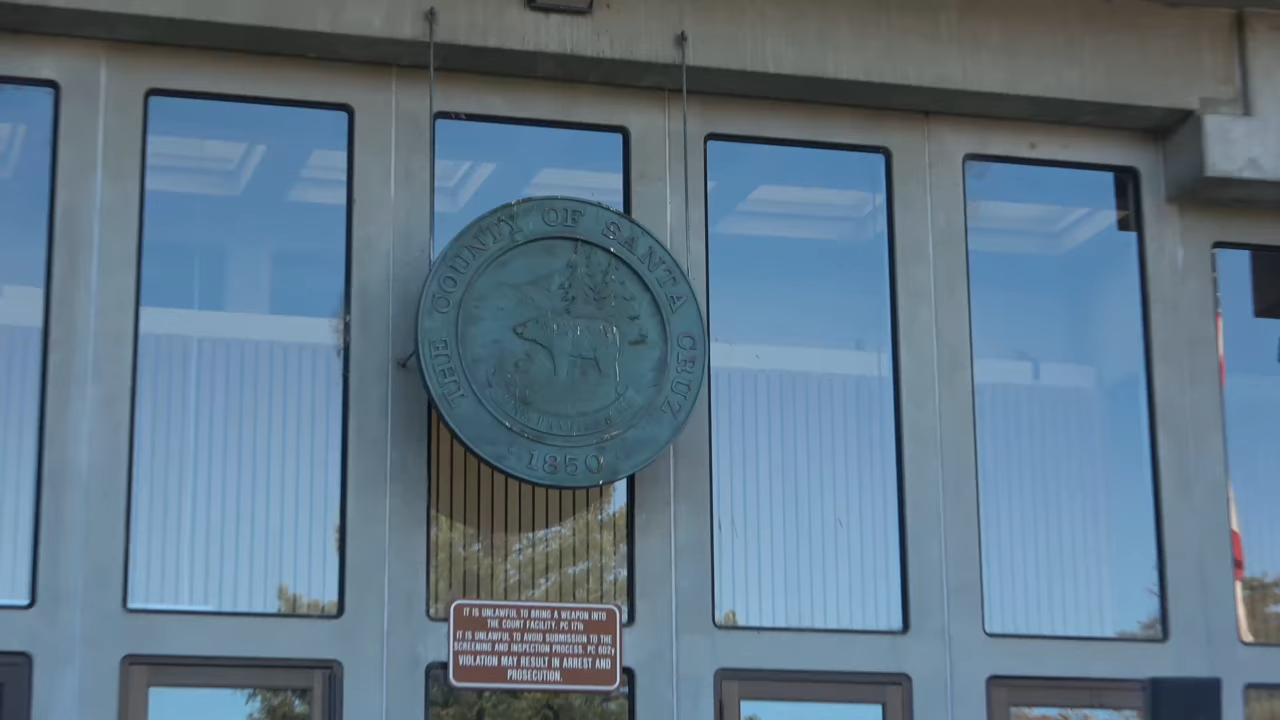 THE COUNTY OF SANTA CRUZ
1850
IT IS UNLAWFUL TO BRING A WEAPON INTO
THE COURT FACILITY. PC 171b
IT IS UNLAWFUL TO AVOID SUBMISSION TO THE
SCREENING AND INSPECTION PROCESS. PC 602y
VIOLATION MAY RESULT IN ARREST AND
PROSECUTION.